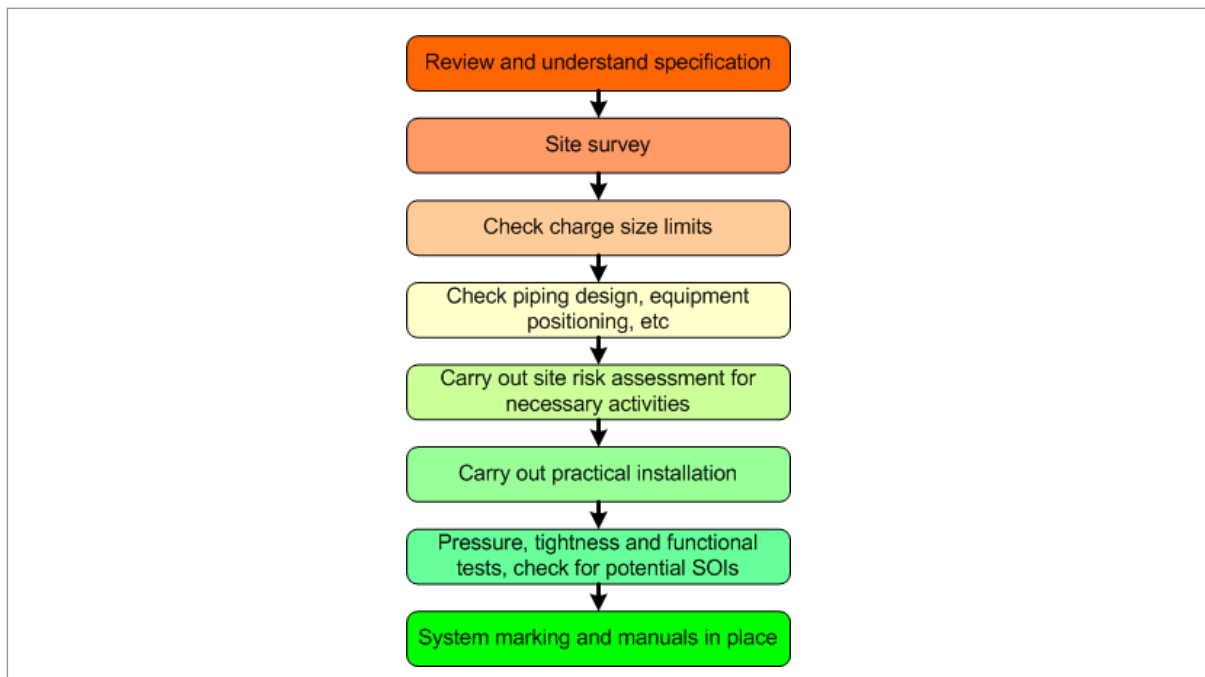 Review and understand specification
Site survey
Check charge size limits
Check piping design, equipment
positioning, etc
Carry out site risk assessment for
necessary activities
Carry out practical installation
Pressure, tightness and functional
tests, check for potential SOIs
System marking and manuals in place